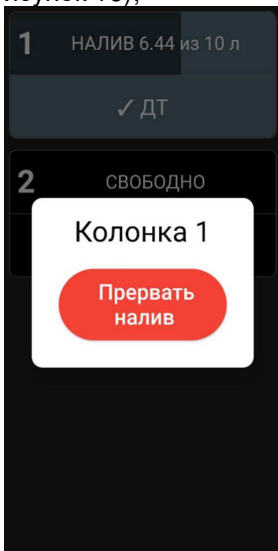 1 НАЛИВ 6.44 из 10 л
✓ ДТ
2 СВОБОДНО
Колонка 1
Прервать
налив